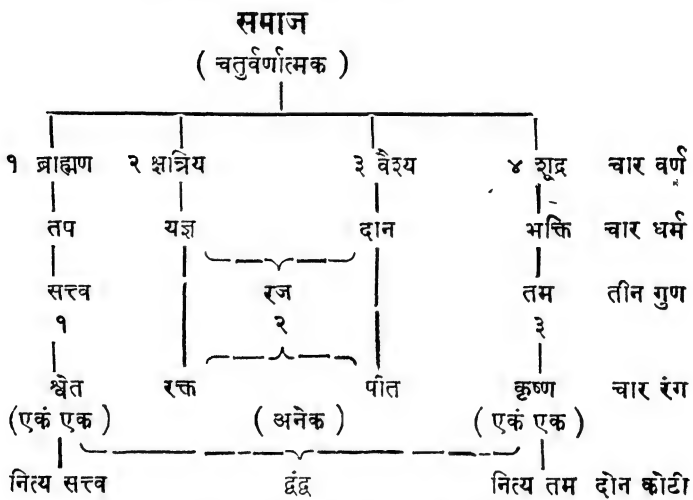 समाज
( चतुर्वर्णात्मक )
१ ब्राह्मण २ क्षात्रिय ३ वैश्य ४ शूद्र चार वर्ण
तप यज्ञ दान भक्ति चार धर्म
सत्त्व रज तम तीन गुण
१ २ ३
श्वेत रक्त पीत कृष्ण चार रंग
(एकं एक) ( अनेक ) ( एकं एक )
नित्य सत्त्व द्वंद्व नित्य तम दोन कोटी